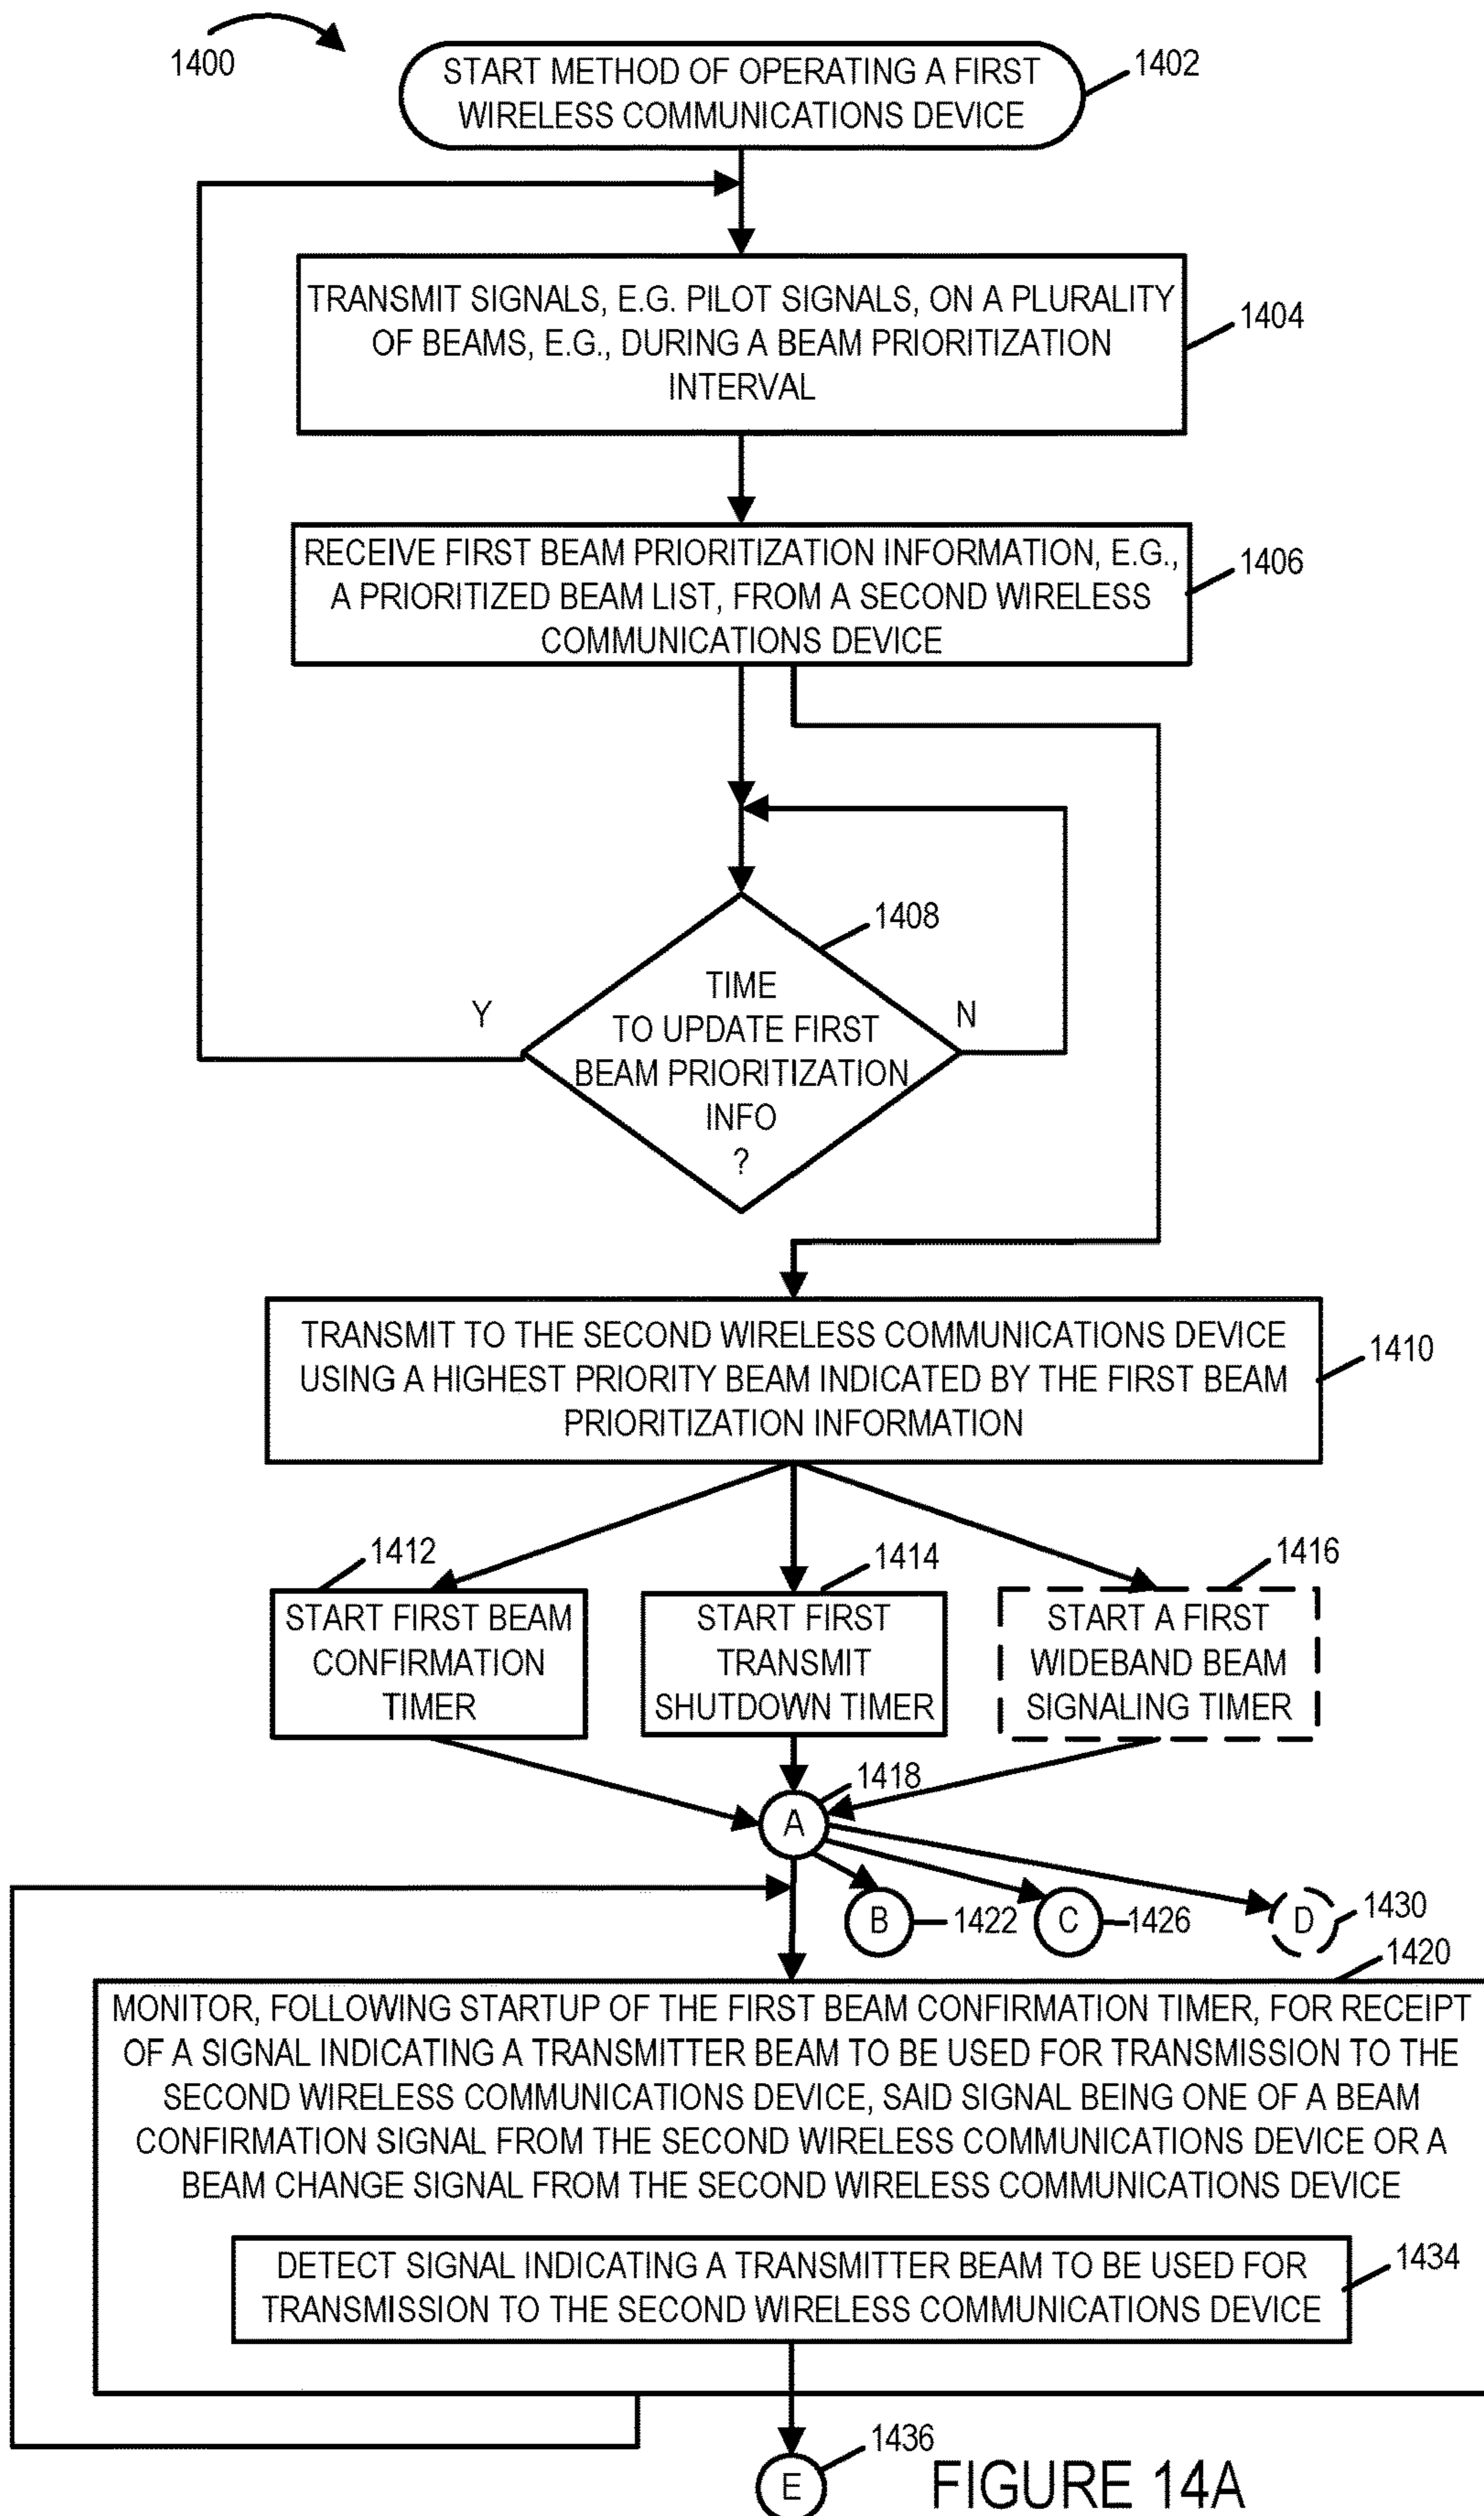 1400
START METHOD OF OPERATING A FIRST
WIRELESS COMMUNICATIONS DEVICE
1402
TRANSMIT SIGNALS, E.G. PILOT SIGNALS, ON A PLURALITY
OF BEAMS, E.G., DURING A BEAM PRIORITIZATION
INTERVAL
1404
RECEIVE FIRST BEAM PRIORITIZATION INFORMATION, E.G.,
A PRIORITIZED BEAM LIST, FROM A SECOND WIRELESS
COMMUNICATIONS DEVICE
1406
1408
TIME
TO UPDATE FIRST
BEAM PRIORITIZATION
INFO
?
Y
N
TRANSMIT TO THE SECOND WIRELESS COMMUNICATIONS DEVICE
USING A HIGHEST PRIORITY BEAM INDICATED BY THE FIRST BEAM
PRIORITIZATION INFORMATION
1410
1412
START FIRST BEAM
CONFIRMATION
TIMER
1414
START FIRST
TRANSMIT
SHUTDOWN TIMER
1416
START A FIRST
WIDEBAND BEAM
SIGNALING TIMER
1418
A
B
1422
C
1426
D
1430
1420
MONITOR, FOLLOWING STARTUP OF THE FIRST BEAM CONFIRMATION TIMER, FOR RECEIPT
OF A SIGNAL INDICATING A TRANSMITTER BEAM TO BE USED FOR TRANSMISSION TO THE
SECOND WIRELESS COMMUNICATIONS DEVICE, SAID SIGNAL BEING ONE OF A BEAM
CONFIRMATION SIGNAL FROM THE SECOND WIRELESS COMMUNICATIONS DEVICE OR A
BEAM CHANGE SIGNAL FROM THE SECOND WIRELESS COMMUNICATIONS DEVICE
DETECT SIGNAL INDICATING A TRANSMITTER BEAM TO BE USED FOR
TRANSMISSION TO THE SECOND WIRELESS COMMUNICATIONS DEVICE
1434
1436
E
FIGURE 14A